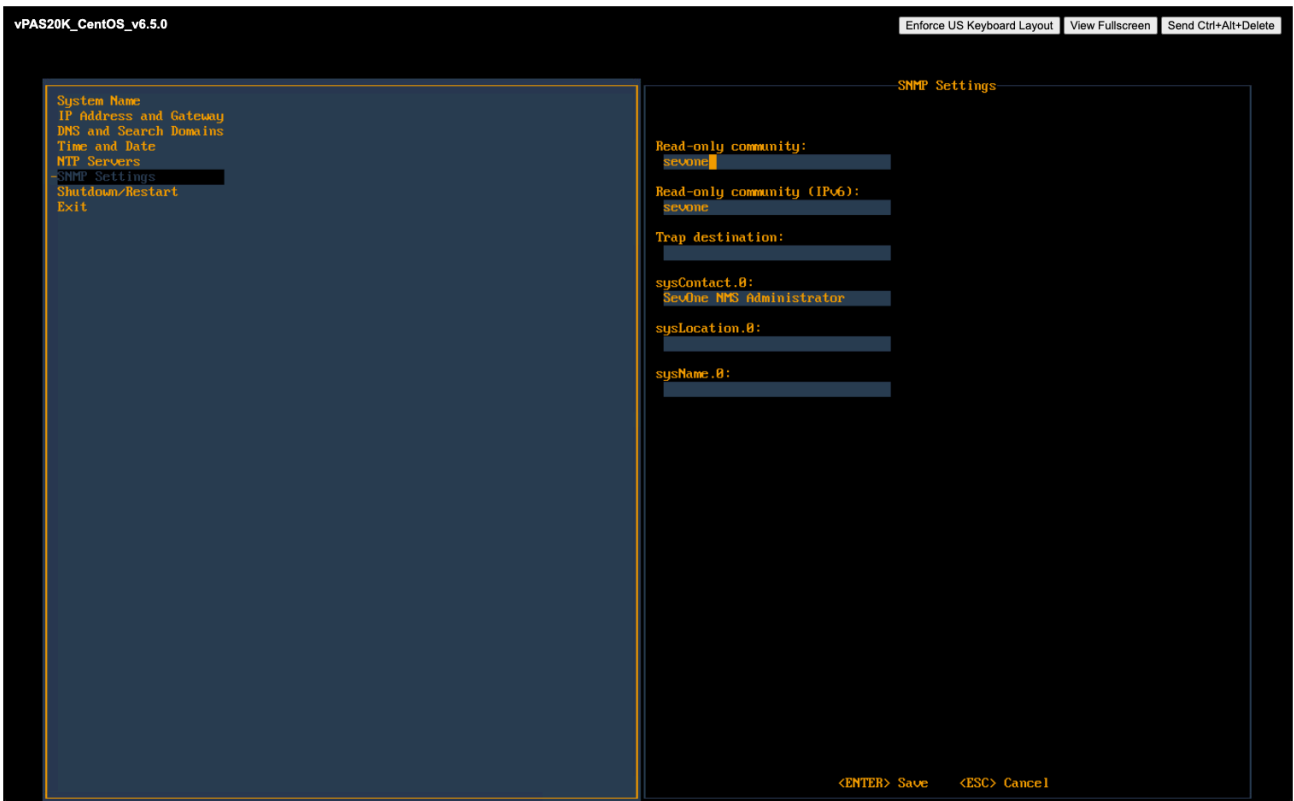 vPAS20K_CentOS_v6.5.0
Enforce US Keyboard Layout View Fullscreen Send Ctrl+Alt+Delete
System Name
IP Address and Gateway
DNS and Search Domains
Time and Date
NTP Servers
-SNMP Settings
Shutdown/Restart
Exit
SNMP Settings
Read-only community:
sevone
Read-only community (IPv6):
sevone
Trap destination:
sysContact.0:
SevOne NMS Administrator
sysLocation.0:
sysName.0:
<ENTER> Save <ESC> Cancel